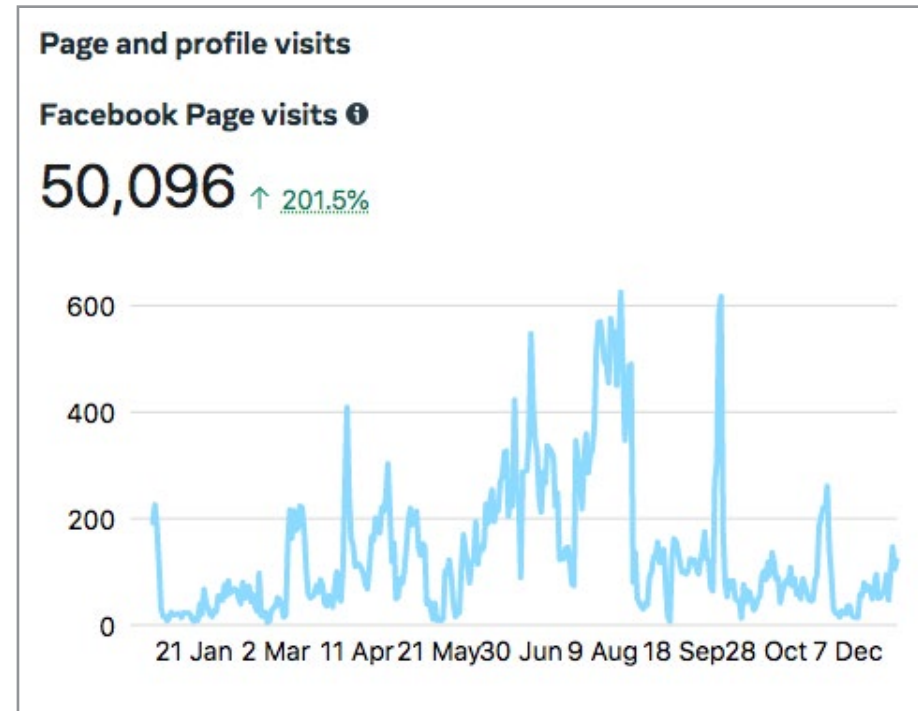 Page and profile visits
Facebook Page visits
50,096 ↑ 201.5%
600
400
200
0
21 Jan 2 Mar 11 Apr 21 May 30 Jun 9 Aug 18 Sep 28 Oct 7 Dec